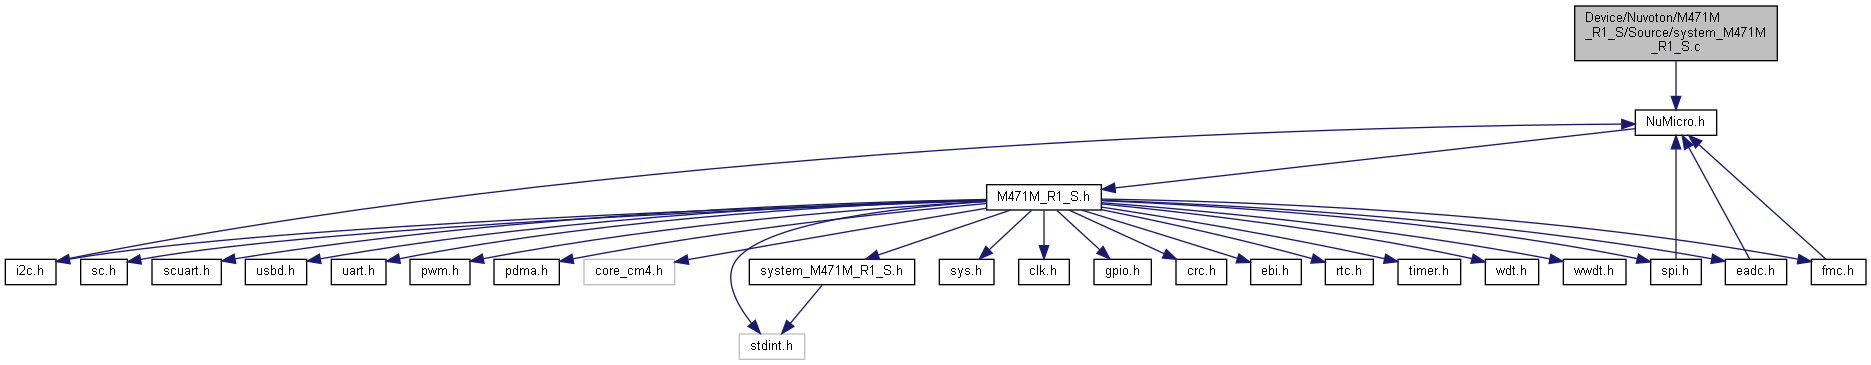 Device/Nuvoton/M471M
_R1_S/Source/system_M471M
_R1_S.c
NuMicro.h
M471M_R1_S.h
i2c.h
sc.h
scuart.h
usbd.h
uart.h
pwm.h
pdma.h
core_cm4.h
system_M471M_R1_S.h
sys.h
clk.h
gpio.h
crc.h
ebi.h
rtc.h
timer.h
wdt.h
wwdt.h
spi.h
eadc.h
fmc.h
stdint.h